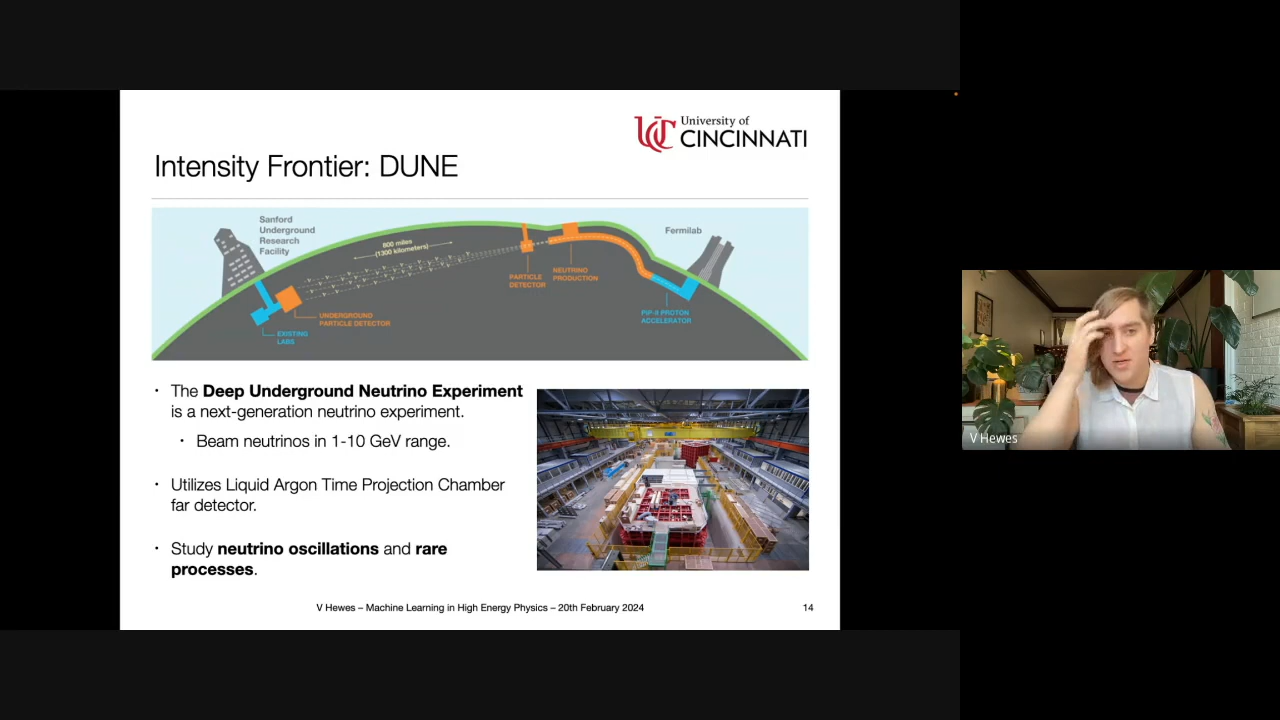 University of
CINCINNATI
Intensity Frontier: DUNE
Sanford
Underground
Research
Facility
800 miles
(1300 kilometers)
Fermilab
PARTICLE
DETECTOR
NEUTRINO
PRODUCTION
UNDERGROUND
PARTICLE DETECTOR
EXISTING
LABS
PIP-II PROTON
ACCELERATOR
• The Deep Underground Neutrino Experiment
is a next-generation neutrino experiment.
• Beam neutrinos in 1-10 GeV range.
• Utilizes Liquid Argon Time Projection Chamber
far detector.
• Study neutrino oscillations and rare
processes.
V Hewes – Machine Learning in High Energy Physics – 20th February 2024
14
V Hewes